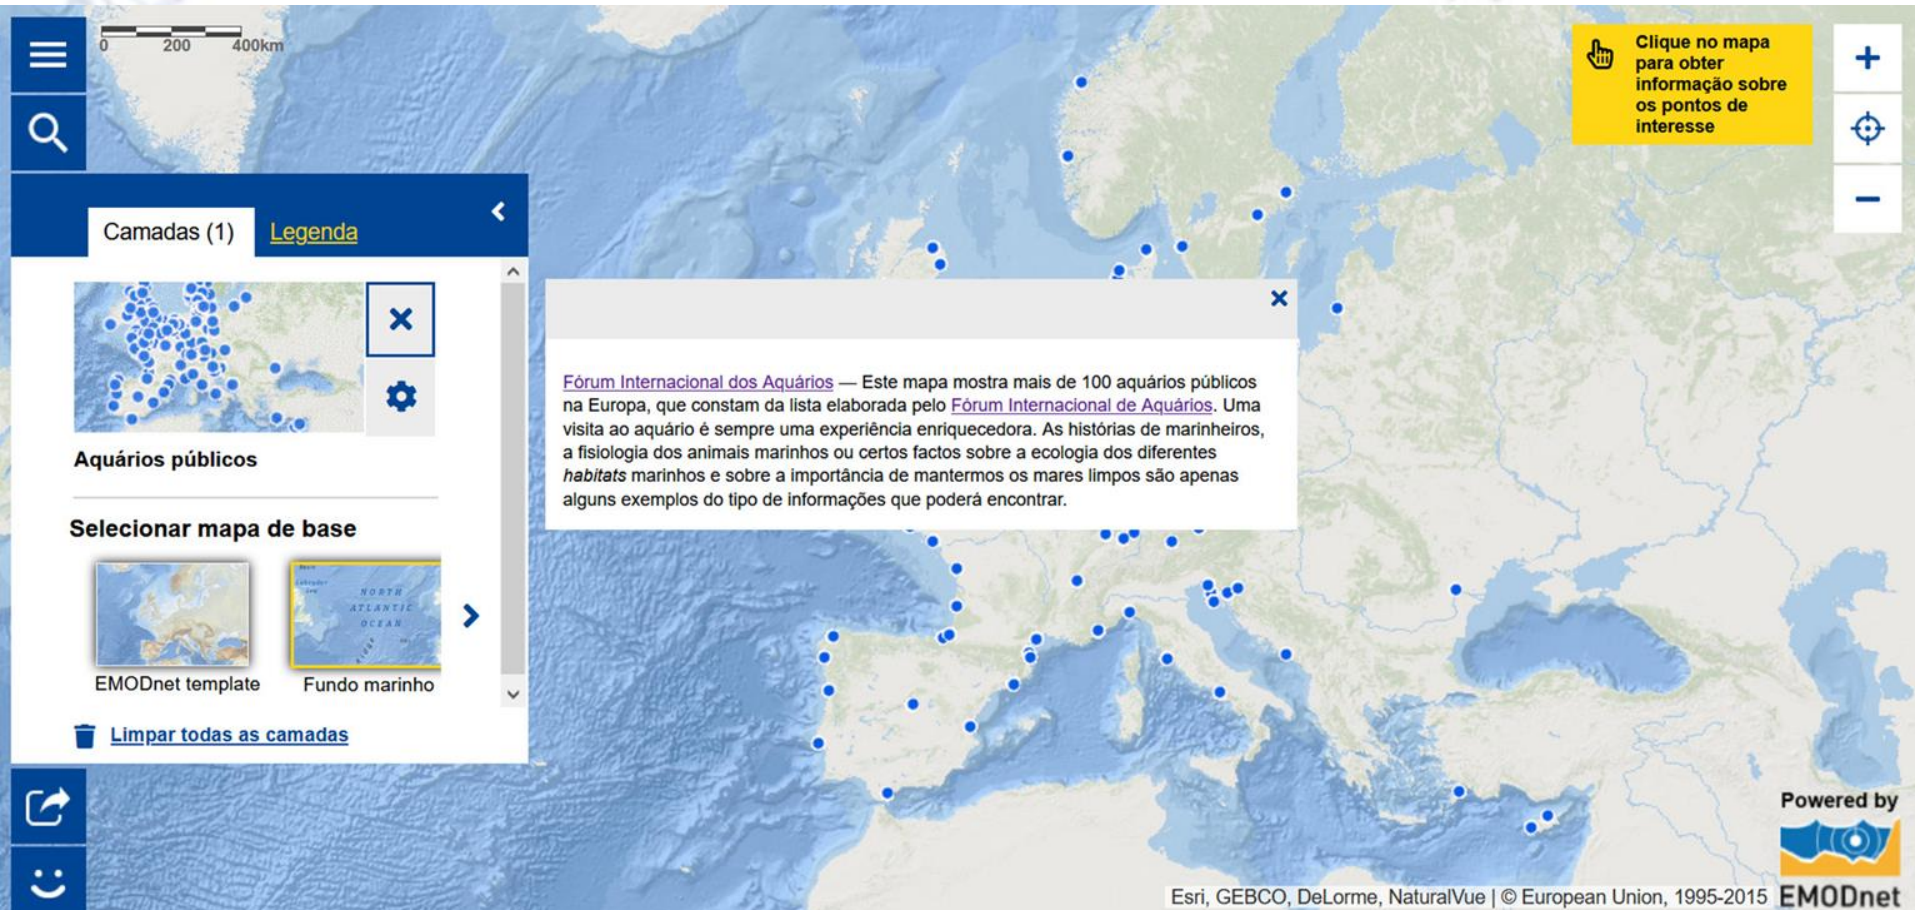 0 200 400km
Clique no mapa
para obter
informação sobre
os pontos de
interesse
Camadas (1) Legenda
Aquários públicos
Selecionar mapa de base
NORTH
ATLANTIC
OCEAN
EMODnet template Fundo marinho
Limpar todas as camadas
Fórum Internacional dos Aquários — Este mapa mostra mais de 100 aquários públicos
na Europa, que constam da lista elaborada pelo Fórum Internacional de Aquários. Uma
visita ao aquário é sempre uma experiência enriquecedora. As histórias de marinheiros,
a fisiologia dos animais marinhos ou certos factos sobre a ecologia dos diferentes
habitats marinhos e sobre a importância de mantermos os mares limpos são apenas
alguns exemplos do tipo de informações que poderá encontrar.
Powered by
EMODnet
Esri, GEBCO, DeLorme, NaturalVue | © European Union, 1995-2015